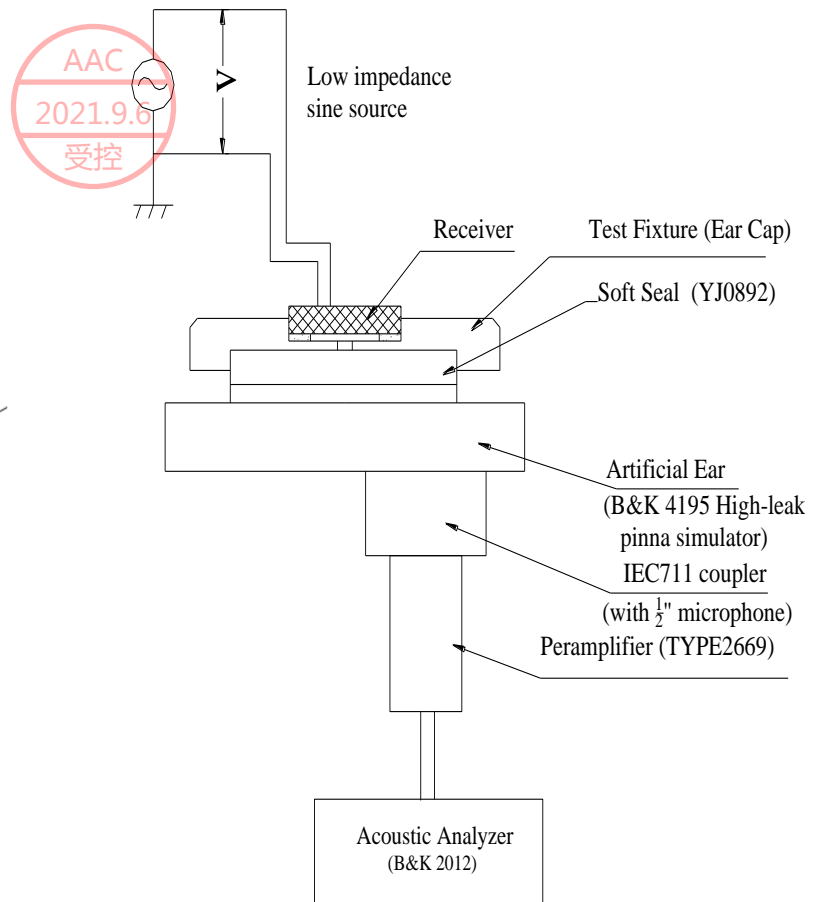 AAC
2021.9.6
受控
V
Low impedance
sine source
Receiver
Test Fixture (Ear Cap)
Soft Seal (YJ0892)
Artificial Ear
(B&K 4195 High-leak
pinna simulator)
IEC711 coupler
(with 1/2" microphone)
Peramplifier (TYPE2669)
Acoustic Analyzer
(B&K 2012)